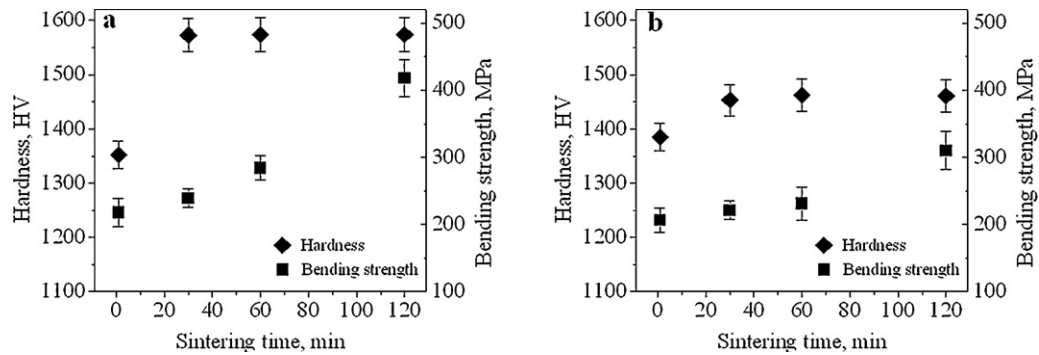 a
1600
1500
1400
1300
1200
1100
Hardness, HV
500
400
300
200
100
Bending strength, MPa
Hardness
Bending strength
0 20 40 60 80 100 120
Sintering time, min
b
1600
1500
1400
1300
1200
1100
Hardness, HV
500
400
300
200
100
Bending strength, MPa
Hardness
Bending strength
0 20 40 60 80 100 120
Sintering time, min